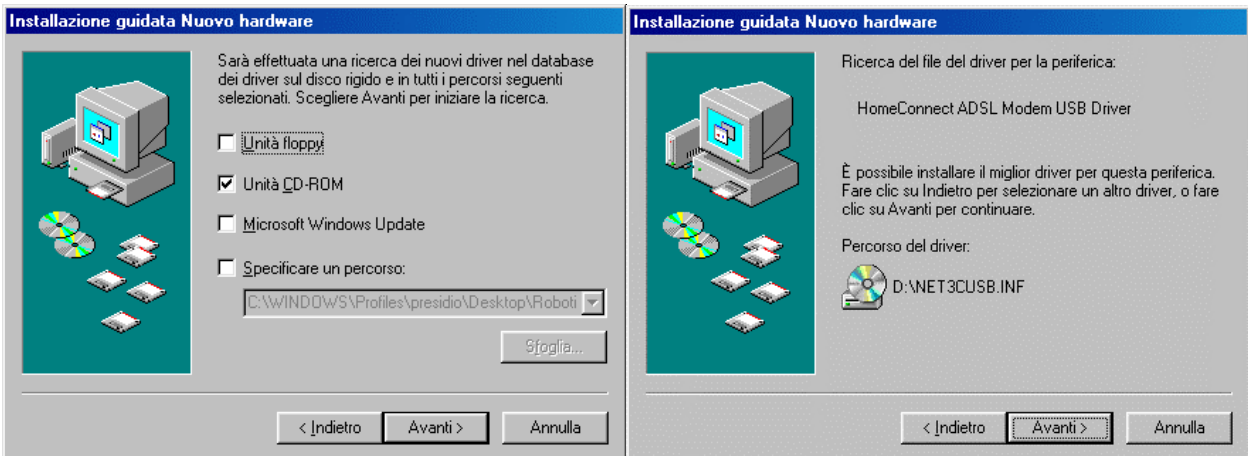 Installazione guidata Nuovo hardware
Sarà effettuata una ricerca dei nuovi driver nel database
dei driver sul disco rigido e in tutti i percorsi seguenti
selezionati. Scegliere Avanti per iniziare la ricerca.
Unità floppy
Unità CD-ROM
Microsoft Windows Update
Specificare un percorso:
C:\WINDOWS\Profiles\presidio\Desktop\Roboti
Sfoglia...
< Indietro
Avanti >
Annulla
Installazione guidata Nuovo hardware
Ricerca del file del driver per la periferica:
HomeConnect ADSL Modem USB Driver
È possibile installare il miglior driver per questa periferica.
Fare clic su Indietro per selezionare un altro driver, o fare
clic su Avanti per continuare.
Percorso del driver:
D:\NET3CUSB.INF
< Indietro
Avanti >
Annulla